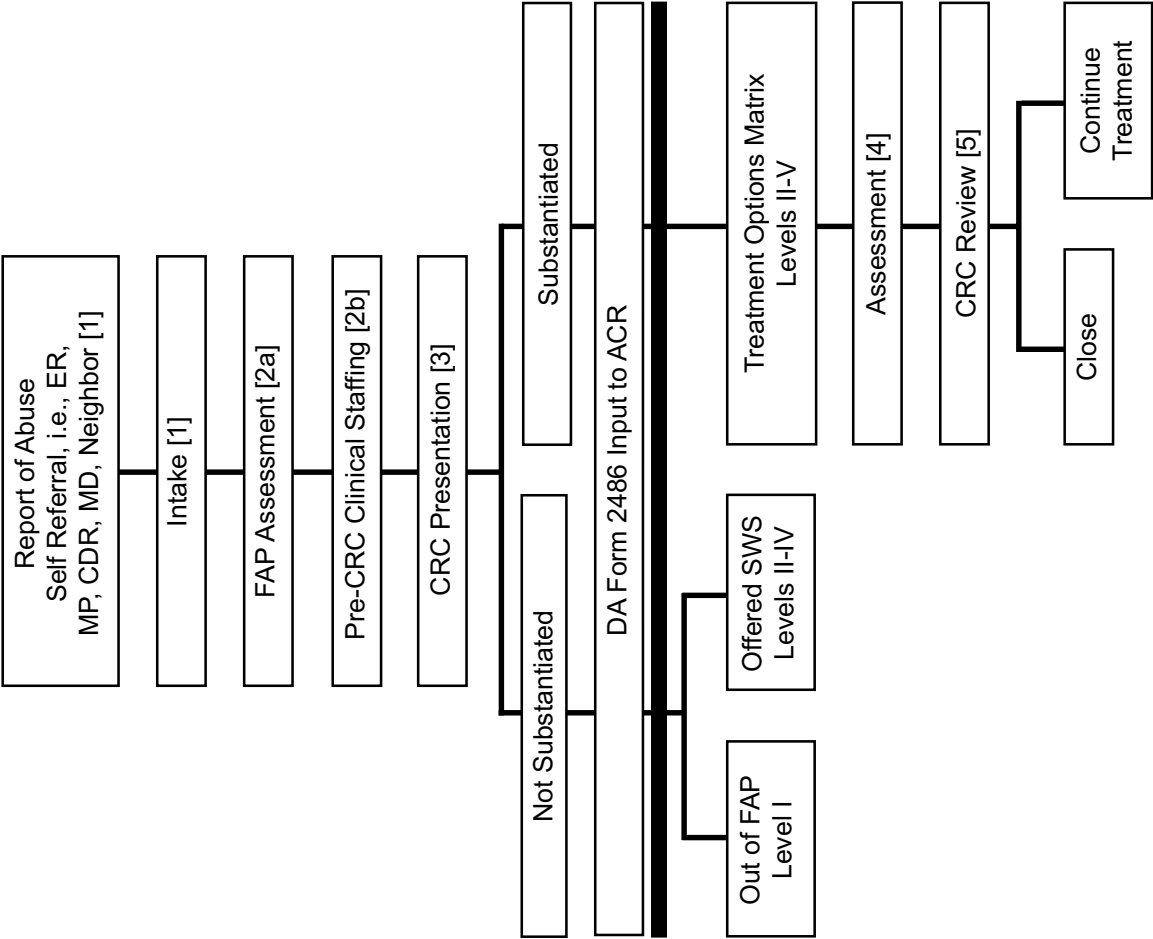 Report of Abuse
Self Referral, i.e., ER,
MP, CDR, MD, Neighbor [1]
Intake [1]
FAP Assessment [2a]
Pre-CRC Clinical Staffing [2b]
CRC Presentation [3]
Not Substantiated
Substantiated
DA Form 2486 Input to ACR
Out of FAP
Level I
Offered SWS
Levels II-IV
Treatment Options Matrix
Levels II-V
Assessment [4]
CRC Review [5]
Close
Continue
Treatment